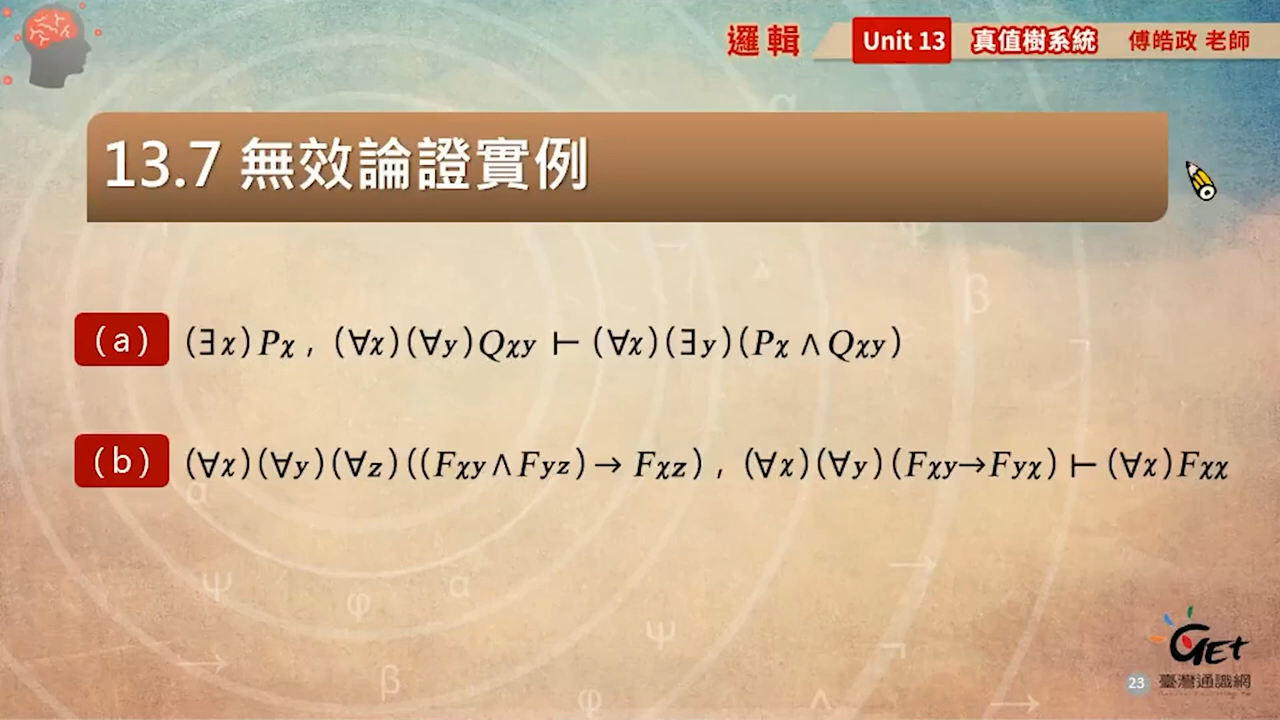 邏輯 Unit 13 真值樹系統 傅皓政 老師
13.7 無效論證實例
(a) (∃x)Px , (∀x)(∀y)Qxy ⊢ (∀x)(∃y)(Px ∧ Qxy)
(b) (∀x)(∀y)(∀z)((Fxy∧Fyz)→ Fxz) , (∀x)(∀y)(Fxy→Fyx) ⊢ (∀x)Fxx
GEt
23 臺灣通識網